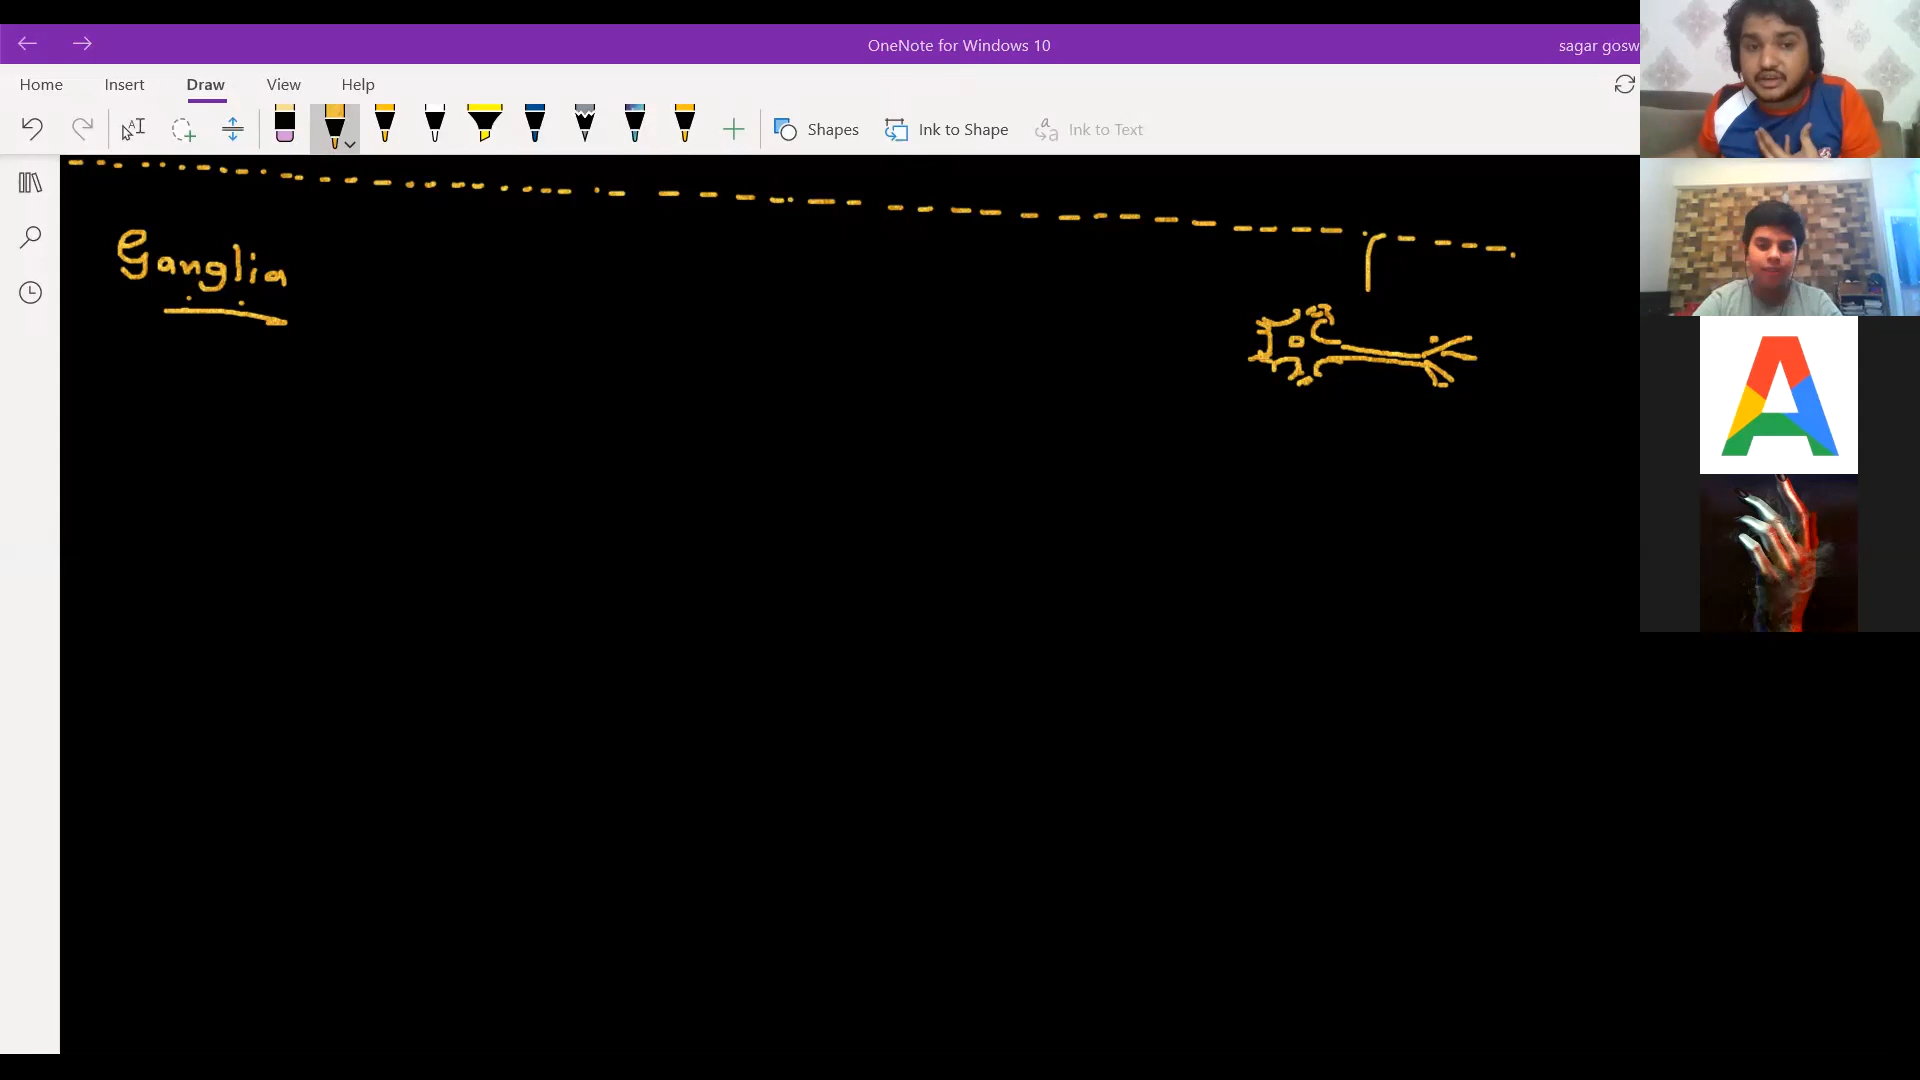 OneNote for Windows 10
sagar gosw
Home Insert Draw View Help
Shapes Ink to Shape Ink to Text
Ganglia